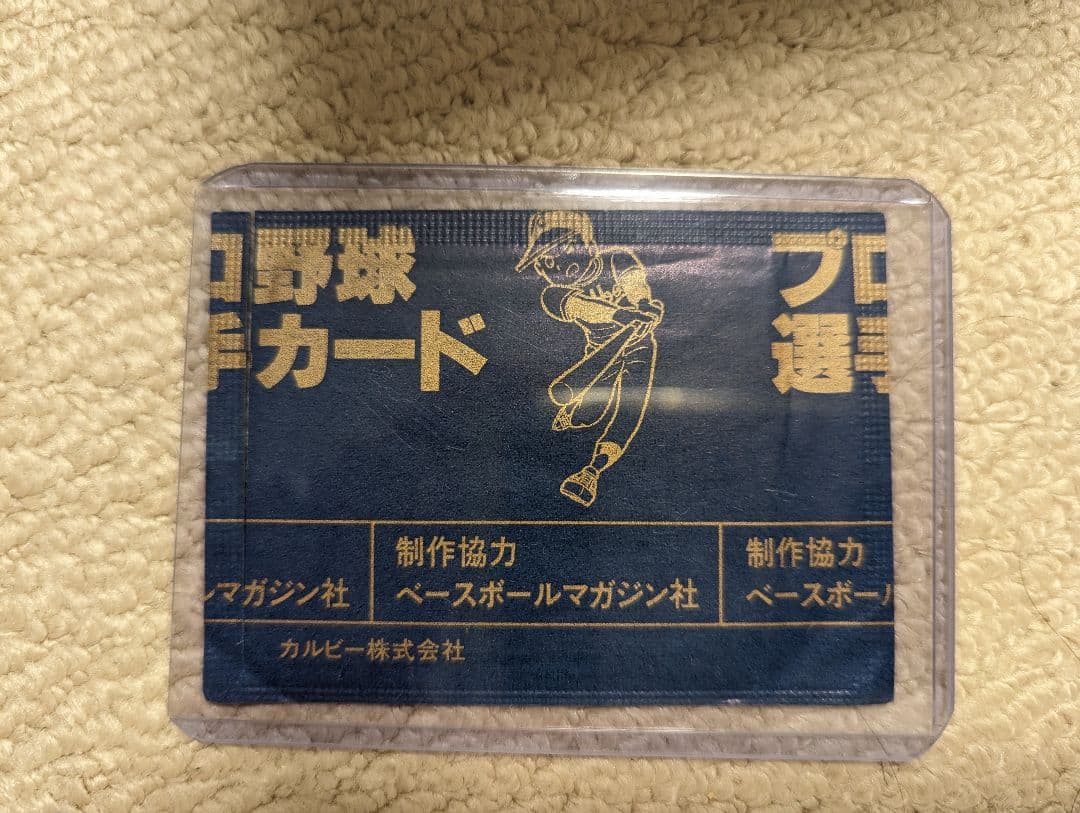 ロ野球 プロ
手カード 選手
制作協力 制作協力
マガジン社 ベースボールマガジン社 ベースボール
カルビー株式会社